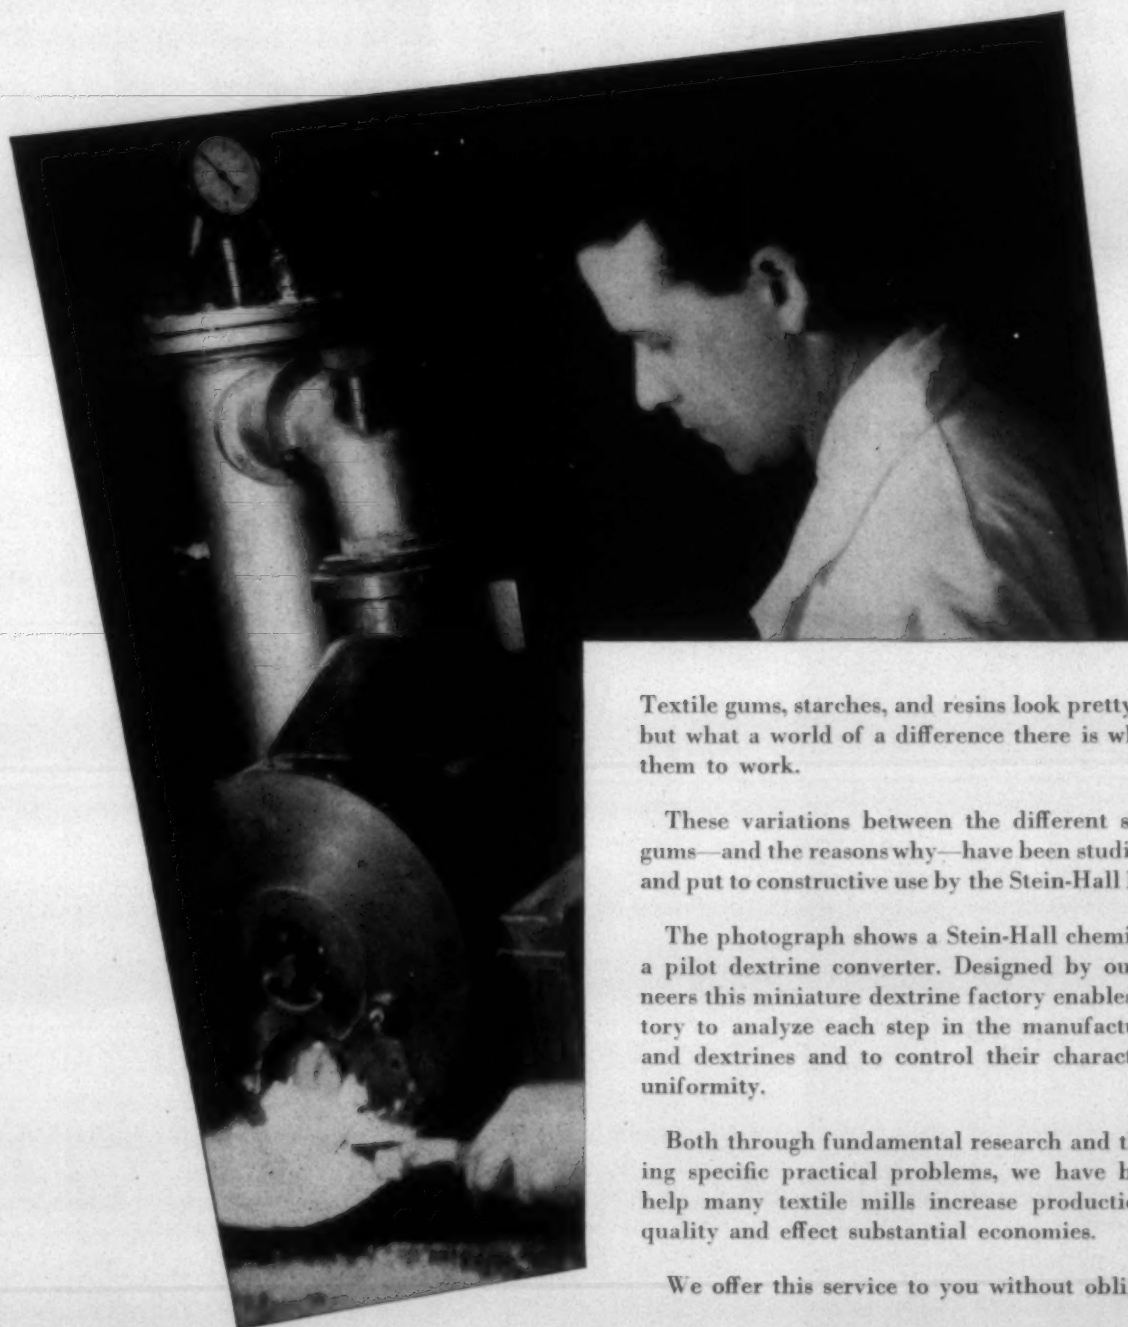 Textile gums, starches, and resins look pretty
but what a world of a difference there is wh
them to work.
These variations between the different s
gums—and the reasons why—have been studi
and put to constructive use by the Stein-Hall
The photograph shows a Stein-Hall chemi
a pilot dextrine converter. Designed by ou
neers this miniature dextrine factory enable
tory to analyze each step in the manufactu
and dextrines and to control their charact
uniformity.
Both through fundamental research and t
ing specific practical problems, we have h
help many textile mills increase productio
quality and effect substantial economies.
We offer this service to you without obli